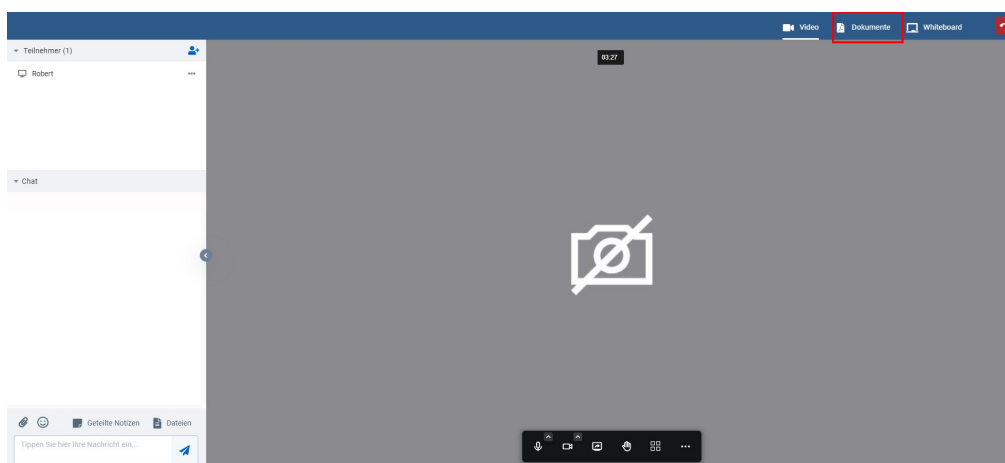 Video Dokumente Whiteboard
Teilnehmer (1)
03:27
Robert
Chat
Geteilte Notizen Dateien
Tippen Sie hier Ihre Nachricht ein...